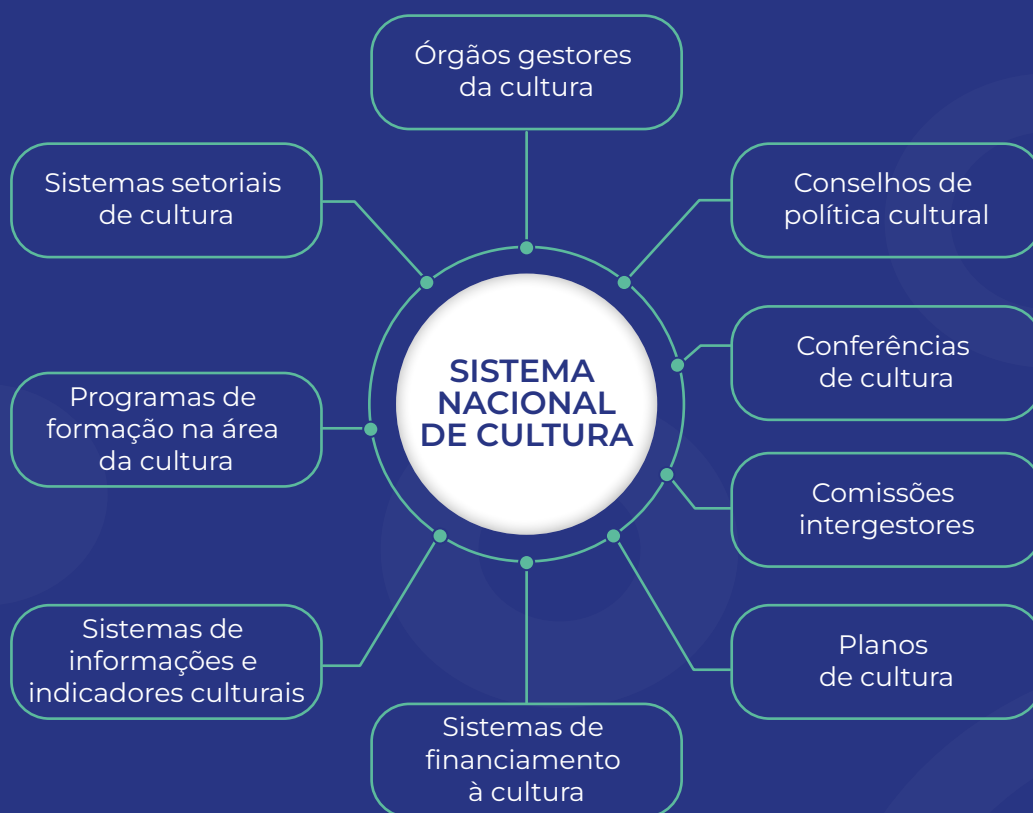 Órgãos gestores
da cultura
Sistemas setoriais
de cultura
Conselhos de
política cultural
Conferências
de cultura
SISTEMA
NACIONAL
DE CULTURA
Programas de
formação na área
da cultura
Comissões
intergestores
Sistemas de
informações e
indicadores culturais
Planos
de cultura
Sistemas de
financiamento
à cultura